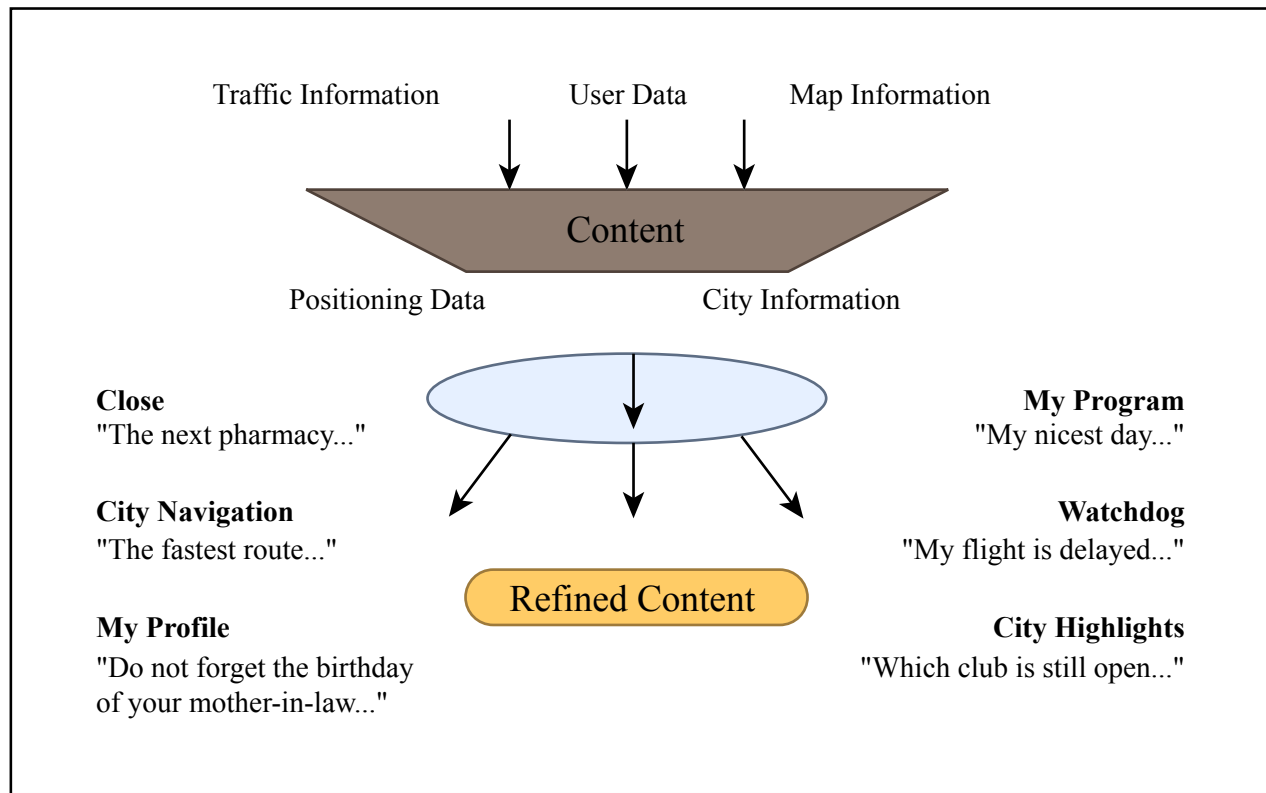 Traffic Information
User Data
Map Information
Content
Positioning Data
City Information
Close
"The next pharmacy..."
My Program
"My nicest day..."
City Navigation
"The fastest route..."
Watchdog
"My flight is delayed..."
Refined Content
My Profile
"Do not forget the birthday
of your mother-in-law..."
City Highlights
"Which club is still open..."